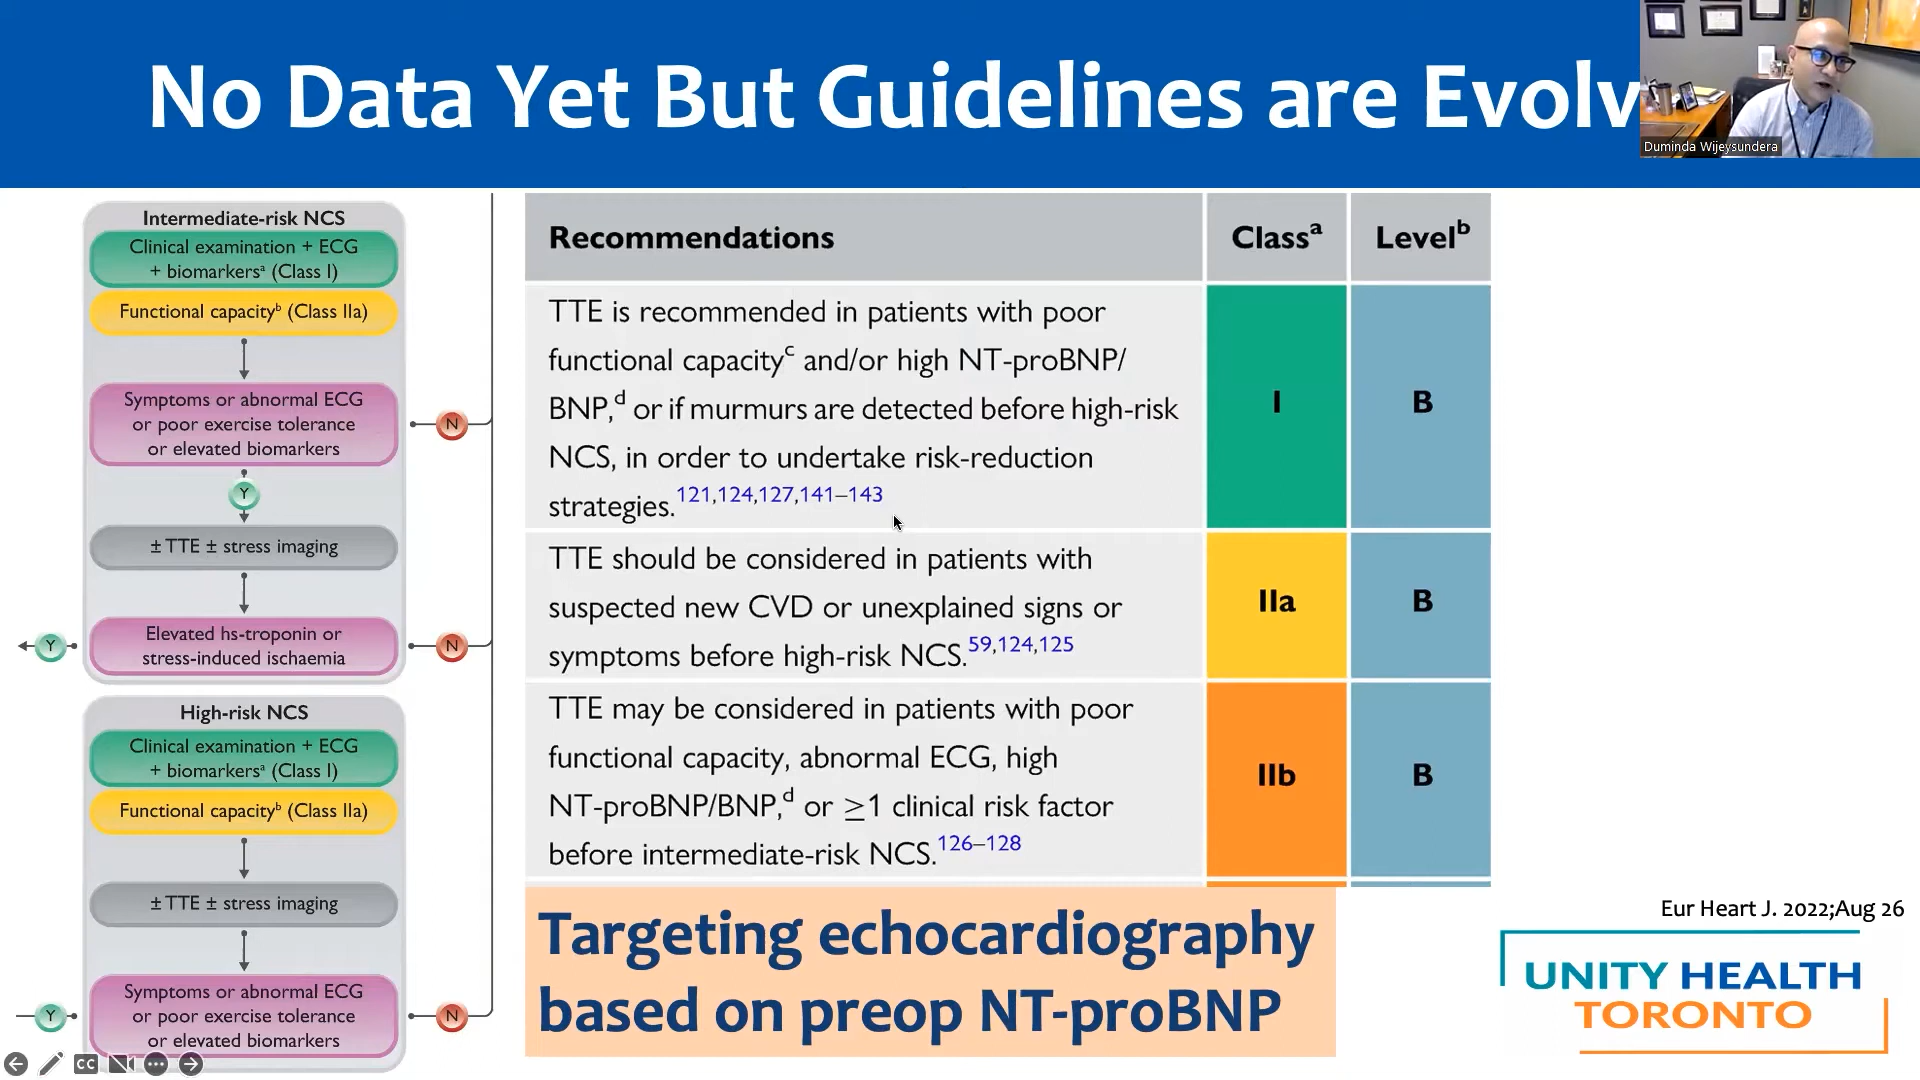 No Data Yet But Guidelines are Evolv
Duminda Wijeysundera
Intermediate-risk NCS
Clinical examination + ECG
+ biomarkersᵃ (Class I)
Functional capacityᵇ (Class IIa)
Symptoms or abnormal ECG
or poor exercise tolerance
or elevated biomarkers
N
Y
± TTE ± stress imaging
Y
Elevated hs-troponin or
stress-induced ischaemia
N
High-risk NCS
Clinical examination + ECG
+ biomarkersᵃ (Class I)
Functional capacityᵇ (Class IIa)
± TTE ± stress imaging
Y
Symptoms or abnormal ECG
or poor exercise tolerance
or elevated biomarkers
N
CC
Recommendations Classᵃ Levelᵇ
TTE is recommended in patients with poor
functional capacityᶜ and/or high NT-proBNP/
BNP,ᵈ or if murmurs are detected before high-risk
NCS, in order to undertake risk-reduction
strategies.121,124,127,141–143
I B
TTE should be considered in patients with
suspected new CVD or unexplained signs or
symptoms before high-risk NCS.59,124,125
IIa B
TTE may be considered in patients with poor
functional capacity, abnormal ECG, high
NT-proBNP/BNP,ᵈ or ≥1 clinical risk factor
before intermediate-risk NCS.126–128
IIb B
Targeting echocardiography
based on preop NT-proBNP
Eur Heart J. 2022;Aug 26
UNITY HEALTH
TORONTO